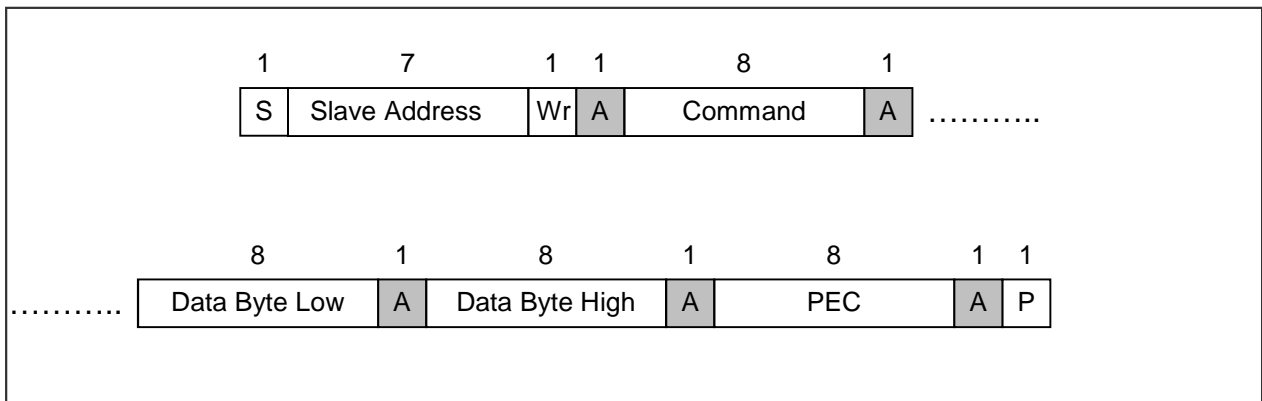 1 7 1 1 8 1
S Slave Address Wr A Command A ………..
8 1 8 1 8 1 1
……….. Data Byte Low A Data Byte High A PEC A P